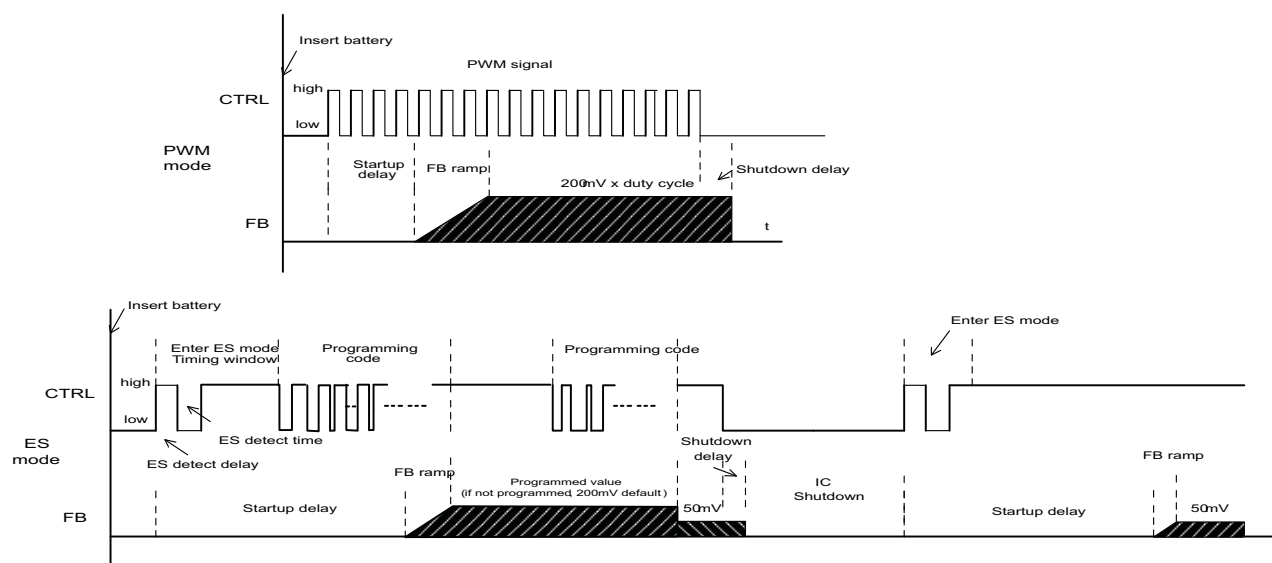 Insert battery
PWM signal
high
CTRL
low
PWM
mode
Startup
delay
FB ramp
Shutdown delay
200mV x duty cycle
FB
t
Insert battery
Enter ES mode
Enter ES mode
Timing window
Programming
code
Programming code
high
CTRL
low
ES
mode
ES detect time
ES detect delay
Shutdown
delay
FB ramp
FB ramp
Programmed value
(if not programmed, 200mV default )
IC
Shutdown
50mV
50mV
Startup delay
Startup delay
FB